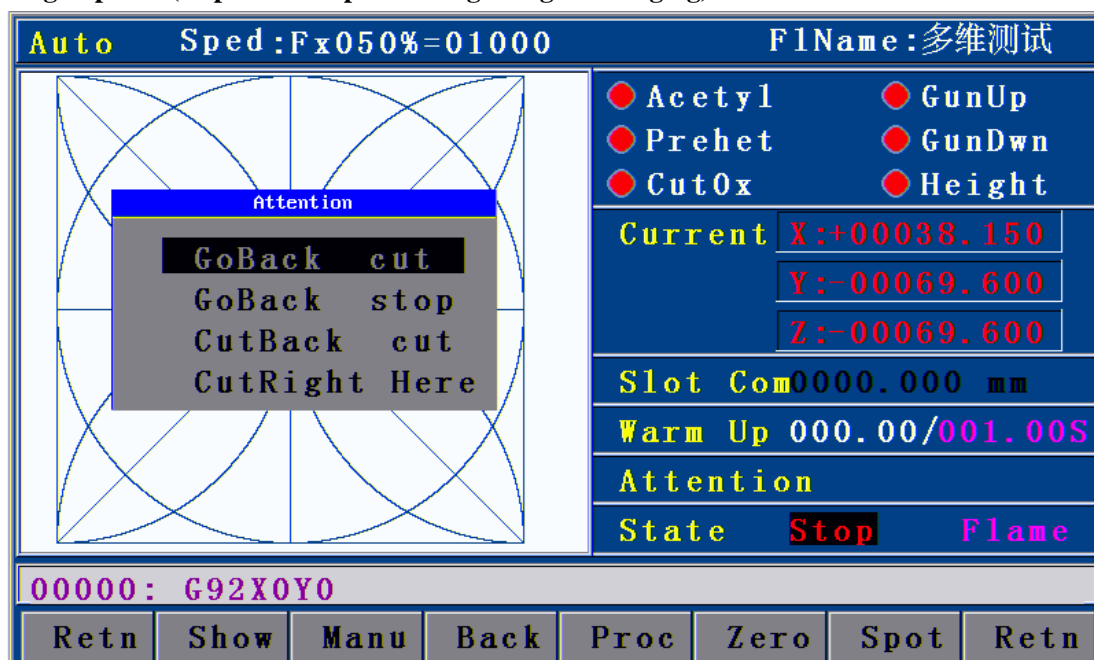 Auto Sped:Fx050%=01000 FlName:多维测试
Acetyl GunUp
Prehet GunDwn
CutOx Height
Attention
GoBack cut
GoBack stop
CutBack cut
CutRight Here
Current X:+00038.150
Y:-00069.600
Z:-00069.600
Slot Com0000.000 mm
Warm Up 000.00/001.00S
Attention
State Stop Flame
00000: G92X0Y0
Retn Show Manu Back Proc Zero Spot Retn